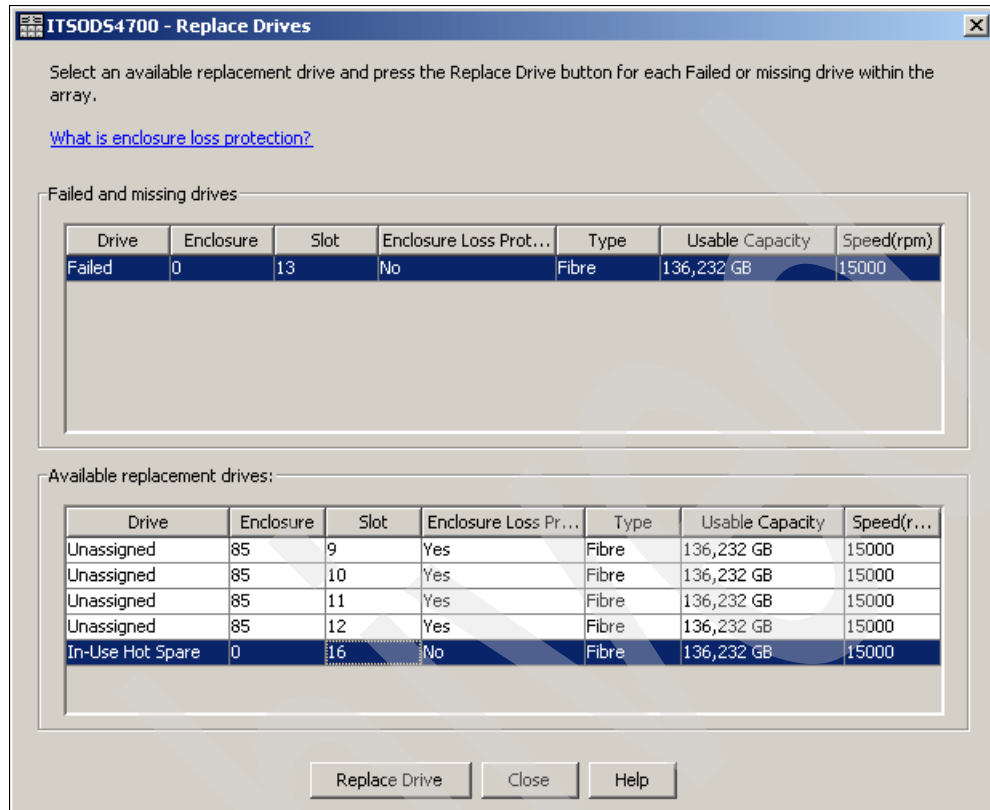 ITSODS4700 - Replace Drives
Select an available replacement drive and press the Replace Drive button for each Failed or missing drive within the
array.
What is enclosure loss protection?
Failed and missing drives
Drive Enclosure Slot Enclosure Loss Prot... Type Usable Capacity Speed(rpm)
Failed 0 13 No Fibre 136,232 GB 15000
Available replacement drives:
Drive Enclosure Slot Enclosure Loss Pr... Type Usable Capacity Speed(r...
Unassigned 85 9 Yes Fibre 136,232 GB 15000
Unassigned 85 10 Yes Fibre 136,232 GB 15000
Unassigned 85 11 Yes Fibre 136,232 GB 15000
Unassigned 85 12 Yes Fibre 136,232 GB 15000
In-Use Hot Spare 0 16 No Fibre 136,232 GB 15000
Replace Drive Close Help